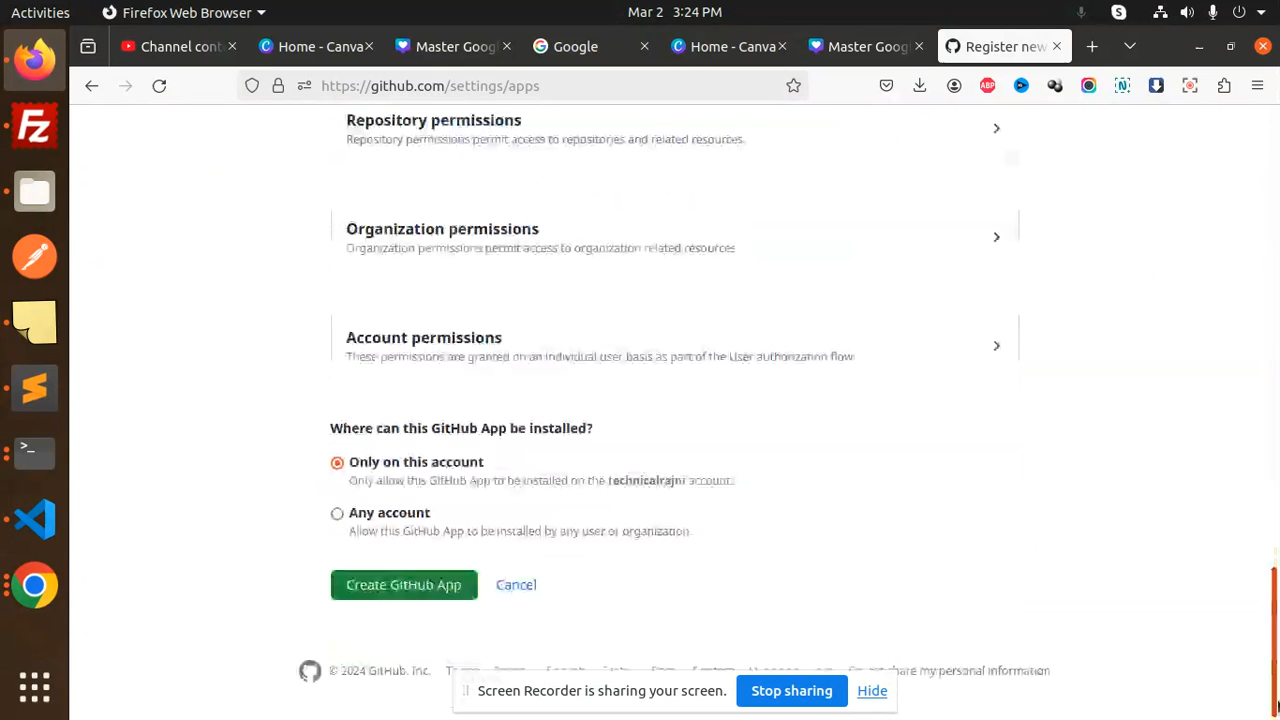 Activities Firefox Web Browser Mar 2 3:24 PM
Channel cont Home - Canva Master Goog Google Home - Canva Master Goog Register new
https://github.com/settings/apps
Repository permissions
Repository permissions permit access to repositories and related resources.
Organization permissions
Organization permissions permit access to organization related resources
Account permissions
These permissions are granted on an individual user basis as part of the User authorization flow
Where can this GitHub App be installed?
Only on this account
Only allow this GitHub App to be installed on the technicalrajni account.
Any account
Allow this GitHub App to be installed by any user or organization.
Create GitHub App Cancel
© 2024 GitHub, Inc. Do not share my personal information
Screen Recorder is sharing your screen. Stop sharing Hide